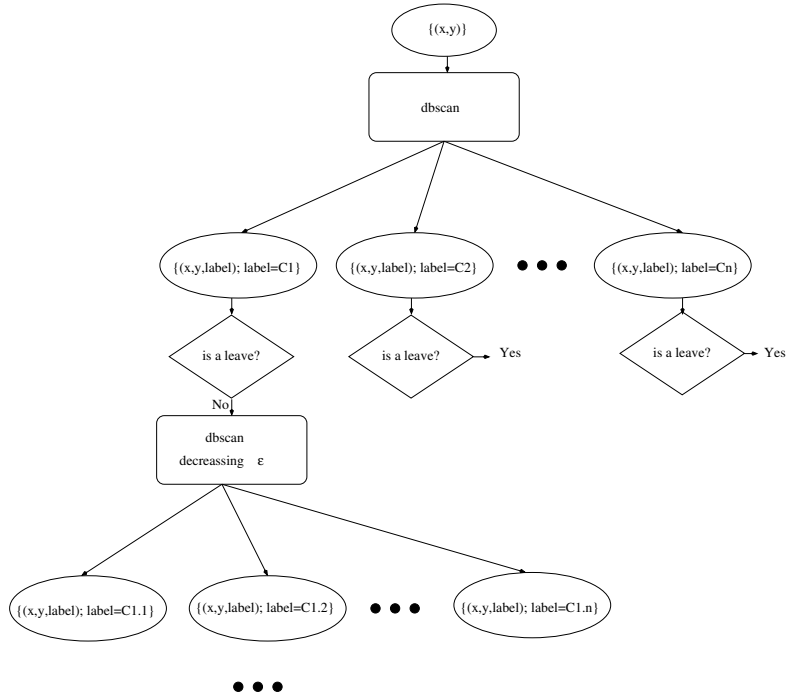 {(x,y)}
dbscan
{(x,y,label); label=C1}
{(x,y,label); label=C2}
{(x,y,label); label=Cn}
is a leave?
is a leave?
Yes
is a leave?
Yes
No
dbscan
decreassing ε
{(x,y,label); label=C1.1}
{(x,y,label); label=C1.2}
{(x,y,label); label=C1.n}